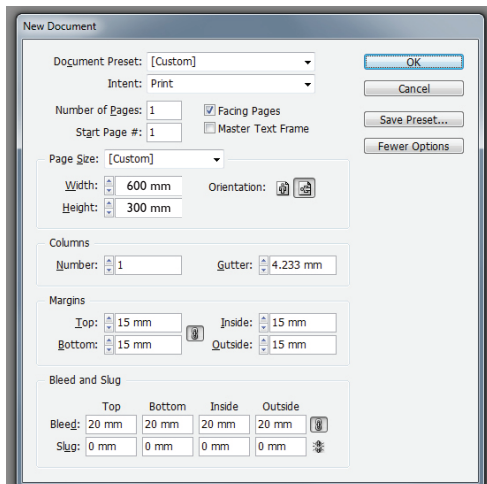 New Document
Document Preset: [Custom]
OK
Intent: Print
Cancel
Number of Pages: 1
Facing Pages
Save Preset...
Start Page #: 1
Master Text Frame
Fewer Options
Page Size: [Custom]
Width: 600 mm
Orientation:
Height: 300 mm
Columns
Number: 1
Gutter: 4.233 mm
Margins
Top: 15 mm
Inside: 15 mm
Bottom: 15 mm
Outside: 15 mm
Bleed and Slug
Top Bottom Inside Outside
Bleed: 20 mm 20 mm 20 mm 20 mm
Slug: 0 mm 0 mm 0 mm 0 mm